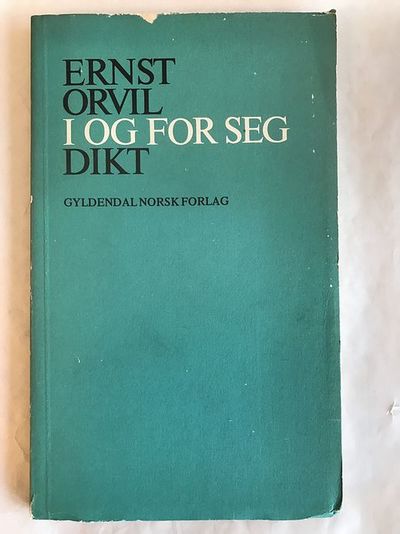 ERNST
ORVIL
I OG FOR SEG
DIKT
GYLDENDAL NORSK FORLAG